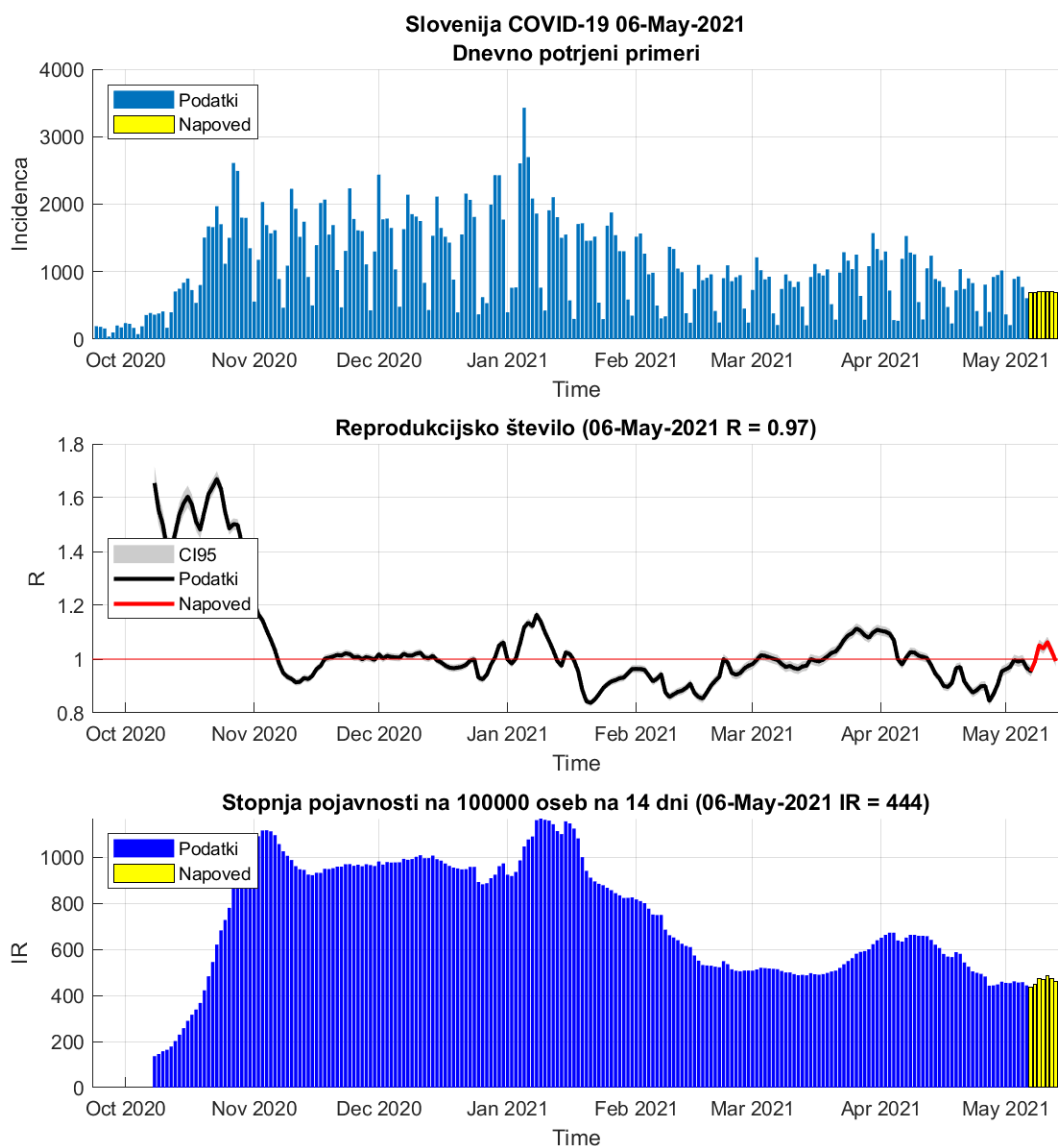 Slovenija COVID-19 06-May-2021
Dnevno potrjeni primeri
4000
3000
2000
1000
0
Incidenca
Podatki
Napoved
Oct 2020 Nov 2020 Dec 2020 Jan 2021 Feb 2021 Mar 2021 Apr 2021 May 2021
Time
Reprodukcijsko število (06-May-2021 R = 0.97)
1.8
1.6
1.4
1.2
1
0.8
R
CI95
Podatki
Napoved
Oct 2020 Nov 2020 Dec 2020 Jan 2021 Feb 2021 Mar 2021 Apr 2021 May 2021
Time
Stopnja pojavnosti na 100000 oseb na 14 dni (06-May-2021 IR = 444)
1000
800
600
400
200
0
IR
Podatki
Napoved
Oct 2020 Nov 2020 Dec 2020 Jan 2021 Feb 2021 Mar 2021 Apr 2021 May 2021
Time